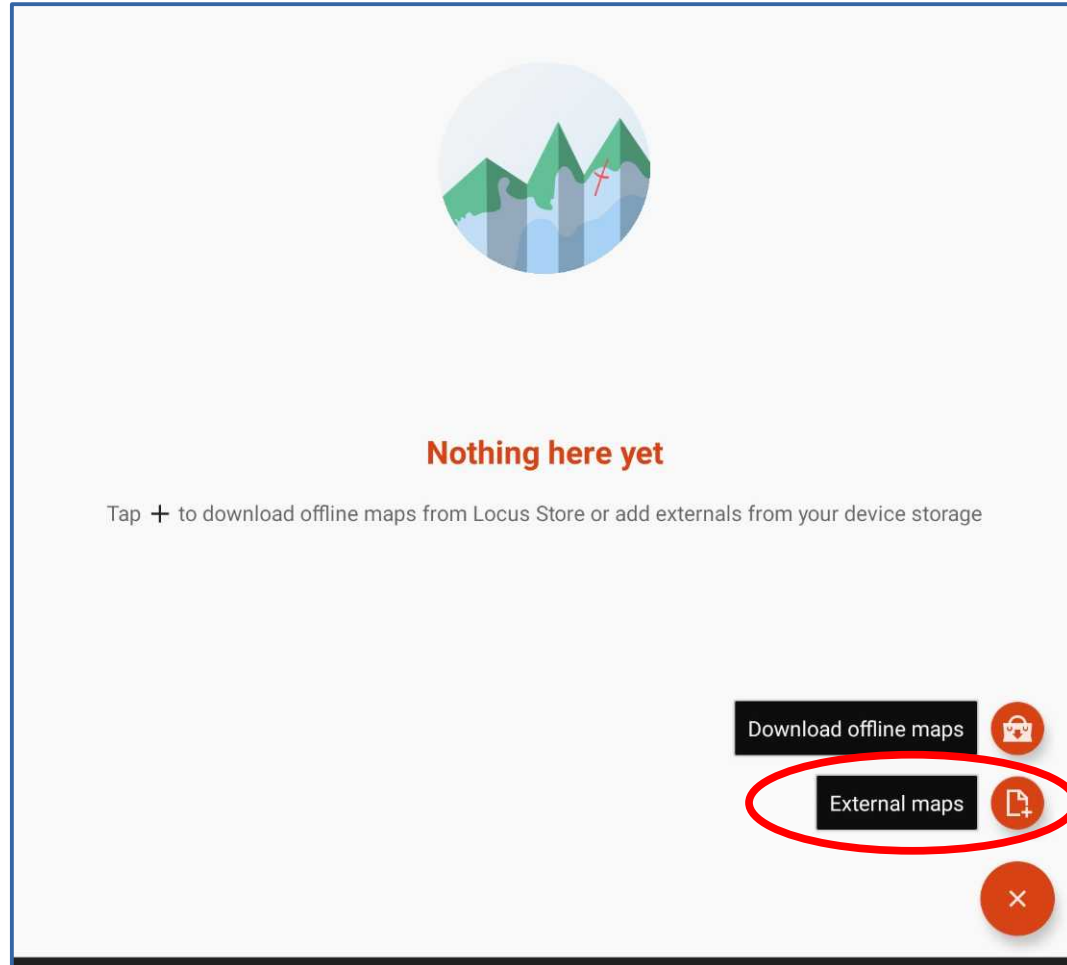 Nothing here yet
Tap + to download offline maps from Locus Store or add externals from your device storage
Download offline maps
External maps